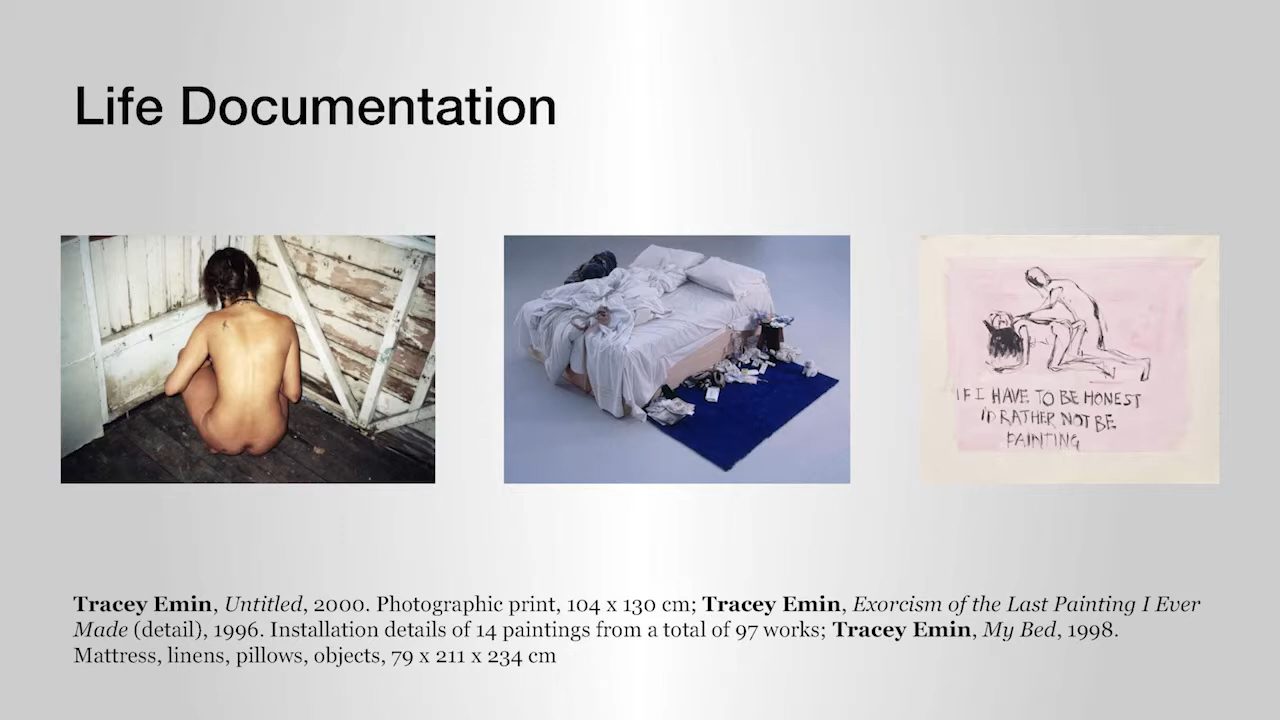 Life Documentation
IF I HAVE TO BE HONEST
I'D RATHER NOT BE
PAINTING
Tracey Emin, Untitled, 2000. Photographic print, 104 x 130 cm; Tracey Emin, Exorcism of the Last Painting I Ever
Made (detail), 1996. Installation details of 14 paintings from a total of 97 works; Tracey Emin, My Bed, 1998.
Mattress, linens, pillows, objects, 79 x 211 x 234 cm